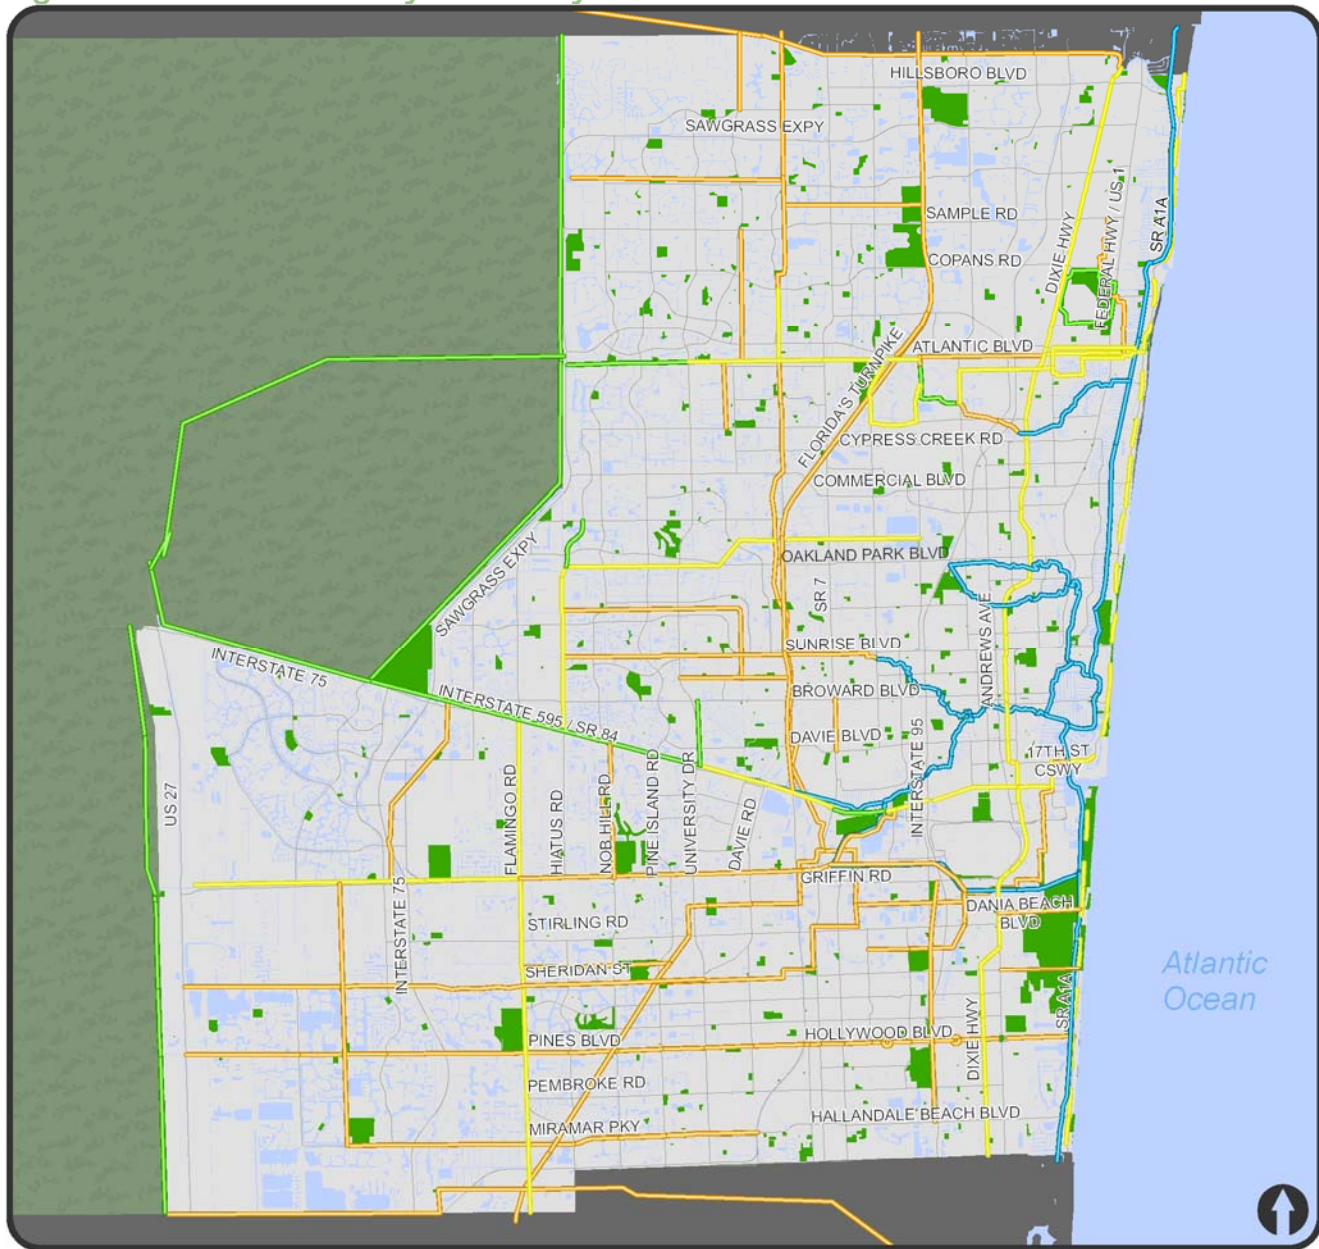 HILLSBORO BLVD
SAWGRASS EXPY
SAMPLE RD
COPANS RD
DIXIE HWY
FEDERAL HWY / US 1
SR A1A
ATLANTIC BLVD
FLORIDA'S TURNPIKE
CYPRESS CREEK RD
COMMERCIAL BLVD
OAKLAND PARK BLVD
SAWGRASS EXPY
SR 7
ANDREWS AVE
SUNRISE BLVD
INTERSTATE 75
INTERSTATE 595 / SR 84
BROWARD BLVD
DAVIE BLVD
17TH ST
CSWY
US 27
FLAMINGO RD
HIATUS RD
NOB HILL RD
PINE ISLAND RD
UNIVERSITY DR
DAVIE RD
INTERSTATE 95
GRIFFIN RD
INTERSTATE 75
STIRLING RD
DANIA BEACH
BLVD
SHERIDAN ST
Atlantic
Ocean
SR A1A
PINES BLVD
HOLLYWOOD BLVD
DIXIE HWY
PEMBROKE RD
HALLANDALE BEACH BLVD
MIRAMAR PKY